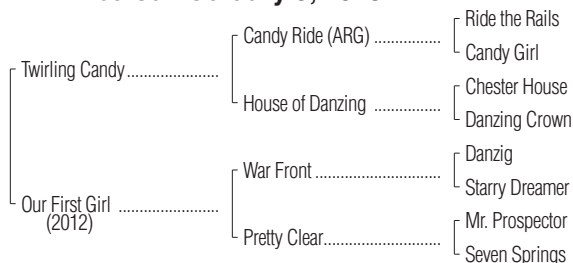 Ride the Rails
Candy Ride (ARG) ................
Candy Girl
Twirling Candy......................
Chester House
House of Danzing ................
Danzing Crown
Danzig
War Front .............................
Starry Dreamer
Our First Girl ........................
(2012)
Mr. Prospector
Pretty Clear...........................
Seven Springs